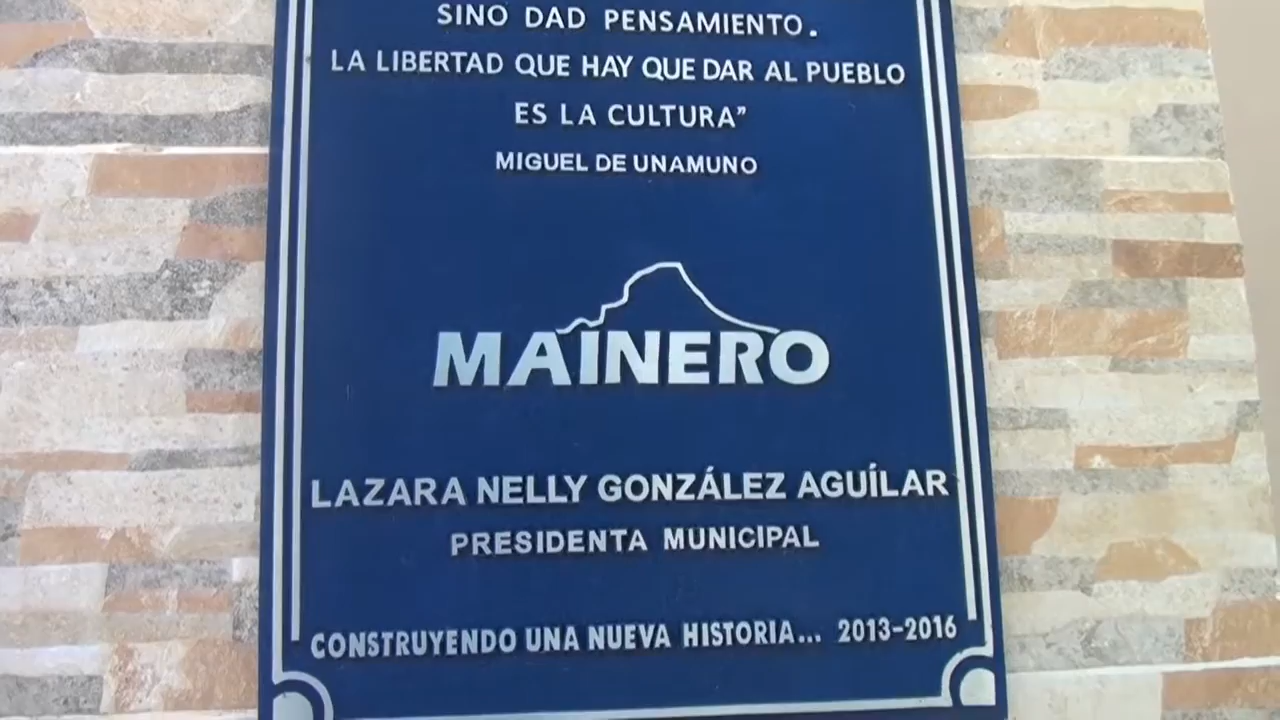 SINO DAD PENSAMIENTO.
LA LIBERTAD QUE HAY QUE DAR AL PUEBLO
ES LA CULTURA”
MIGUEL DE UNAMUNO
MAINERO
LAZARA NELLY GONZÁLEZ AGUÍLAR
PRESIDENTA MUNICIPAL
CONSTRUYENDO UNA NUEVA HISTORIA... 2013-2016